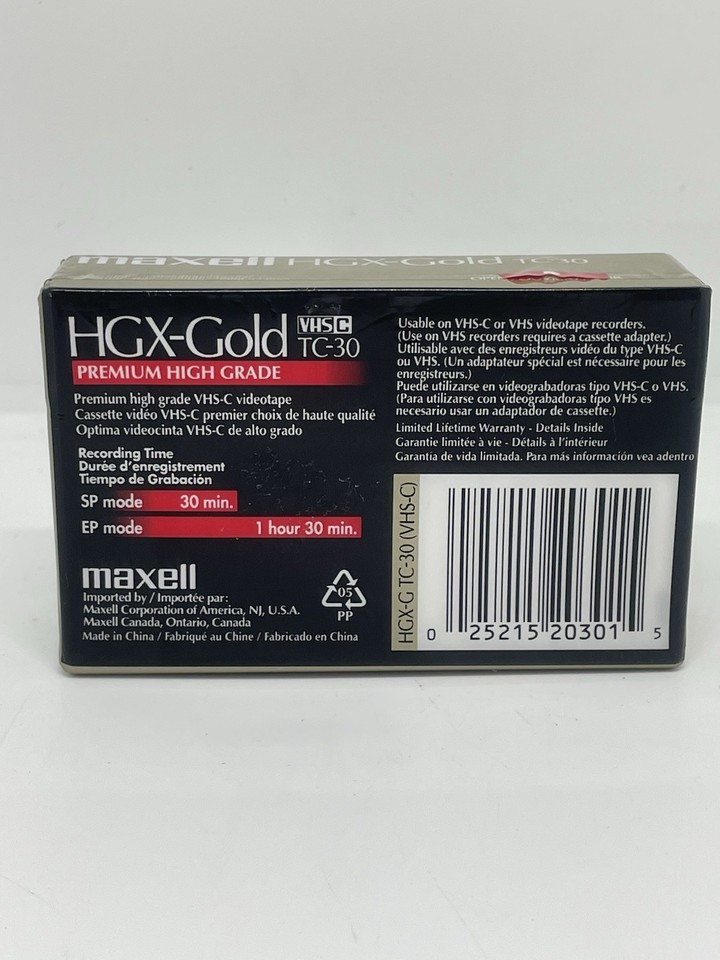 maxell HGX-Gold TC-30
HGX-Gold VHSC TC-30
PREMIUM HIGH GRADE
Premium high grade VHS-C videotape
Cassette vidéo VHS-C premier choix de haute qualité
Optima videocinta VHS-C de alto grado
Recording Time
Durée d'enregistrement
Tiempo de Grabación
SP mode 30 min.
EP mode 1 hour 30 min.
maxell
Imported by / Importée par:
Maxell Corporation of America, NJ, U.S.A.
Maxell Canada, Ontario, Canada
Made in China / Fabriqué au Chine / Fabricado en China
05
PP
Usable on VHS-C or VHS videotape recorders.
(Use on VHS recorders requires a cassette adapter.)
Utilisable avec des enregistreurs vidéo du type VHS-C
ou VHS. (Un adaptateur spécial est nécessaire pour les
enregistreurs.)
Puede utilizarse en videograbadoras tipo VHS-C o VHS.
(Para utilizarse con videograbadoras tipo VHS es
necesario usar un adaptador de cassette.)
Limited Lifetime Warranty - Details Inside
Garantie limitée à vie - Détails à l'intérieur
Garantía de vida limitada. Para más información vea adentro
HGX-G TC-30 (VHS-C)
0 25215 20301 5